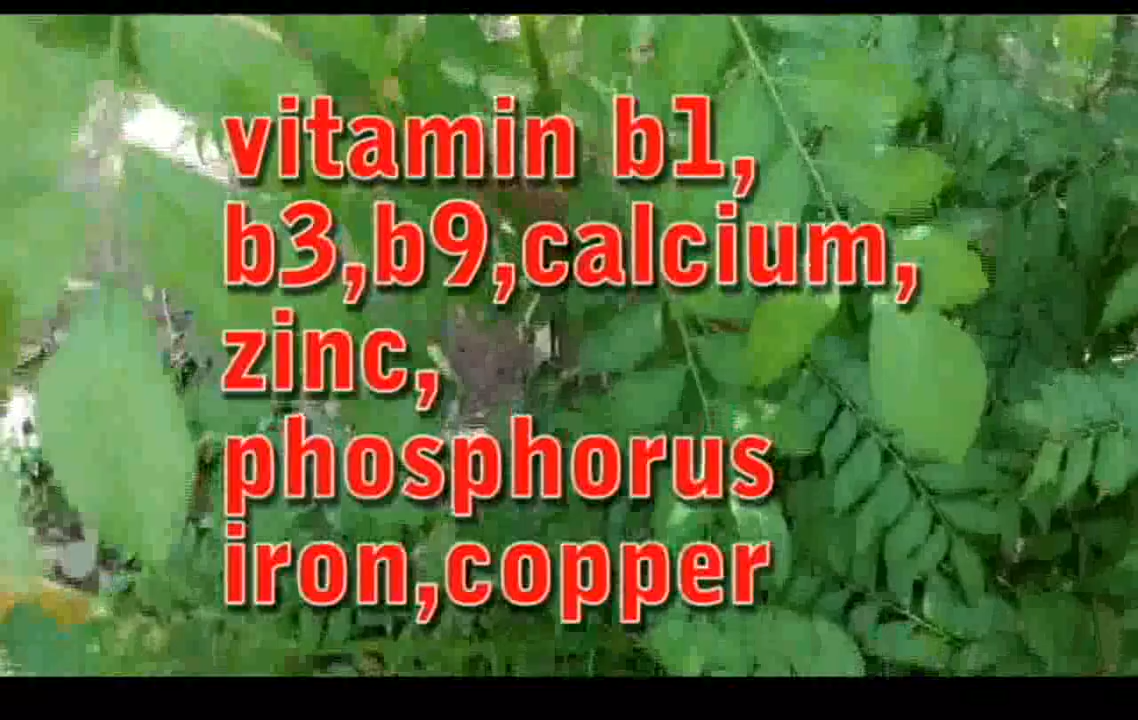 vitamin b1,
b3,b9,calcium,
zinc,
phosphorus
iron,copper